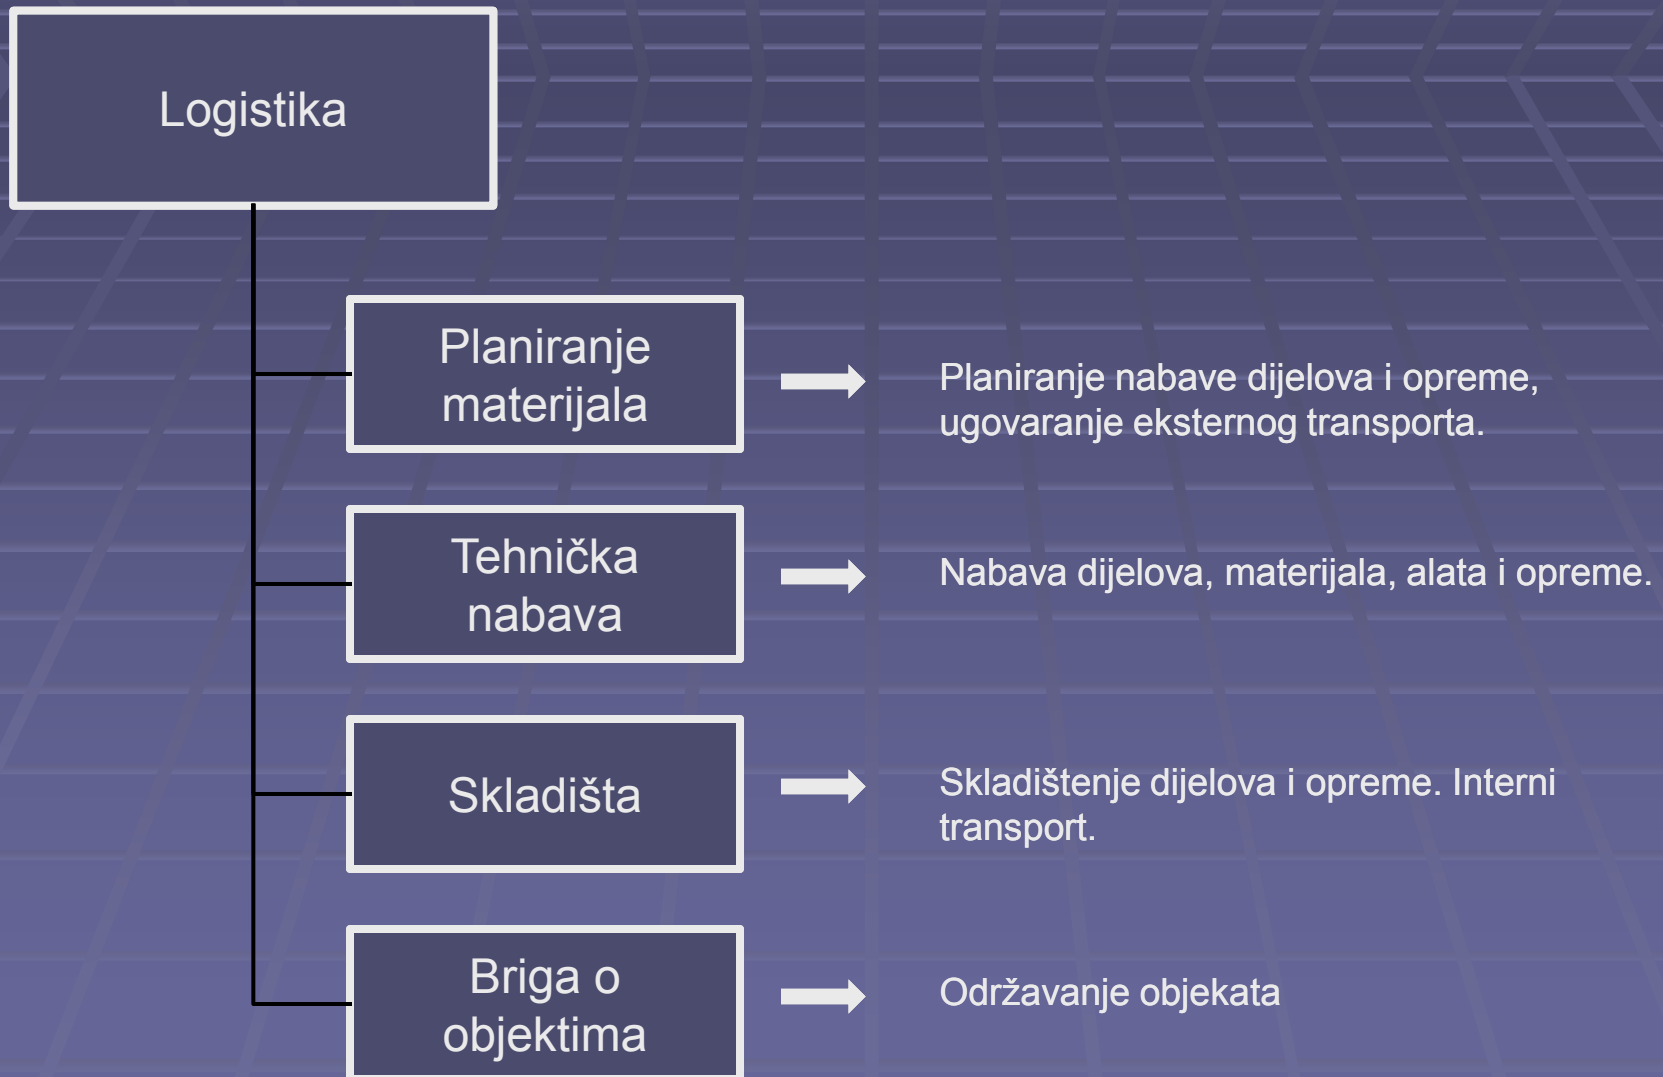 Logistika
Planiranje
materijala
Planiranje nabave dijelova i opreme,
ugovaranje eksternog transporta.
Tehnička
nabava
Nabava dijelova, materijala, alata i opreme.
Skladišta
Skladištenje dijelova i opreme. Interni
transport.
Briga o
objektima
Održavanje objekata